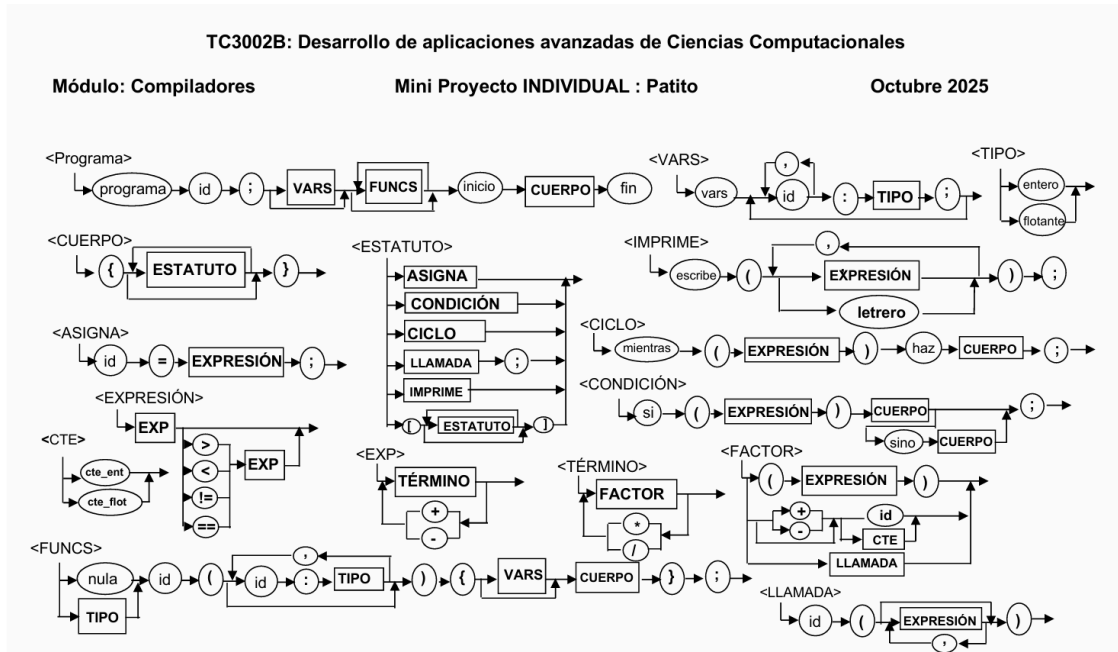 TC3002B: Desarrollo de aplicaciones avanzadas de Ciencias Computacionales
Módulo: Compiladores Mini Proyecto INDIVIDUAL : Patito Octubre 2025
<Programa>
programa id ; VARS FUNCS inicio CUERPO fin
<VARS>
,
vars id : TIPO ;
<TIPO>
entero
flotante
<CUERPO>
{ ESTATUTO }
<ESTATUTO>
ASIGNA
CONDICIÓN
CICLO
LLAMADA ;
IMPRIME
[ ESTATUTO ]
<IMPRIME>
,
escribe ( EXPRESIÓN ) ;
letrero
<ASIGNA>
id = EXPRESIÓN ;
<CICLO>
mientras ( EXPRESIÓN ) haz CUERPO ;
<EXPRESIÓN>
EXP
>
< EXP
!=
==
<CONDICIÓN>
si ( EXPRESIÓN ) CUERPO ;
sino CUERPO
<CTE>
cte_ent
cte_flot
<EXP>
TÉRMINO
+
-
<TÉRMINO>
FACTOR
*
/
<FACTOR>
( EXPRESIÓN )
+ id
- CTE
LLAMADA
<FUNCS>
,
nula id ( id : TIPO ) { VARS CUERPO } ;
TIPO
<LLAMADA>
id ( EXPRESIÓN )
,